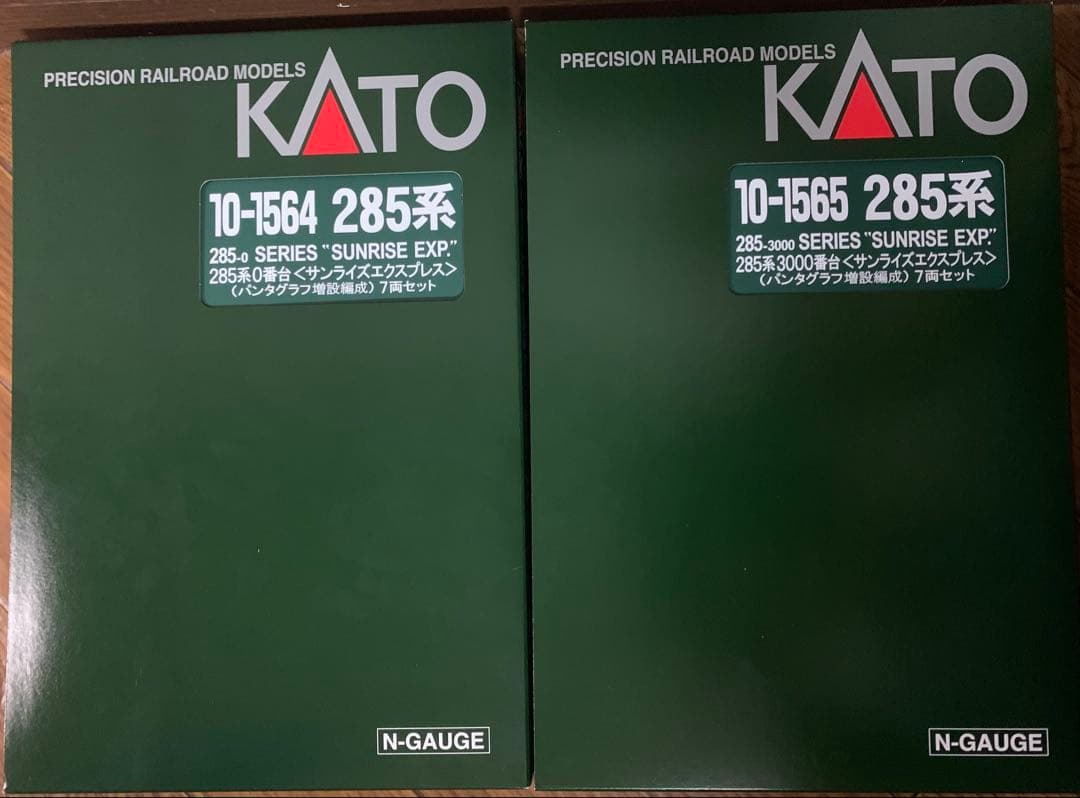 PRECISION RAILROAD MODELS
KATO
10-1564 285系
285-0 SERIES "SUNRISE EXP."
285系0番台<サンライズエクスプレス>
(パンタグラフ増設編成) 7両セット
N-GAUGE
PRECISION RAILROAD MODELS
KATO
10-1565 285系
285-3000 SERIES "SUNRISE EXP."
285系3000番台<サンライズエクスプレス>
(パンタグラフ増設編成) 7両セット
N-GAUGE